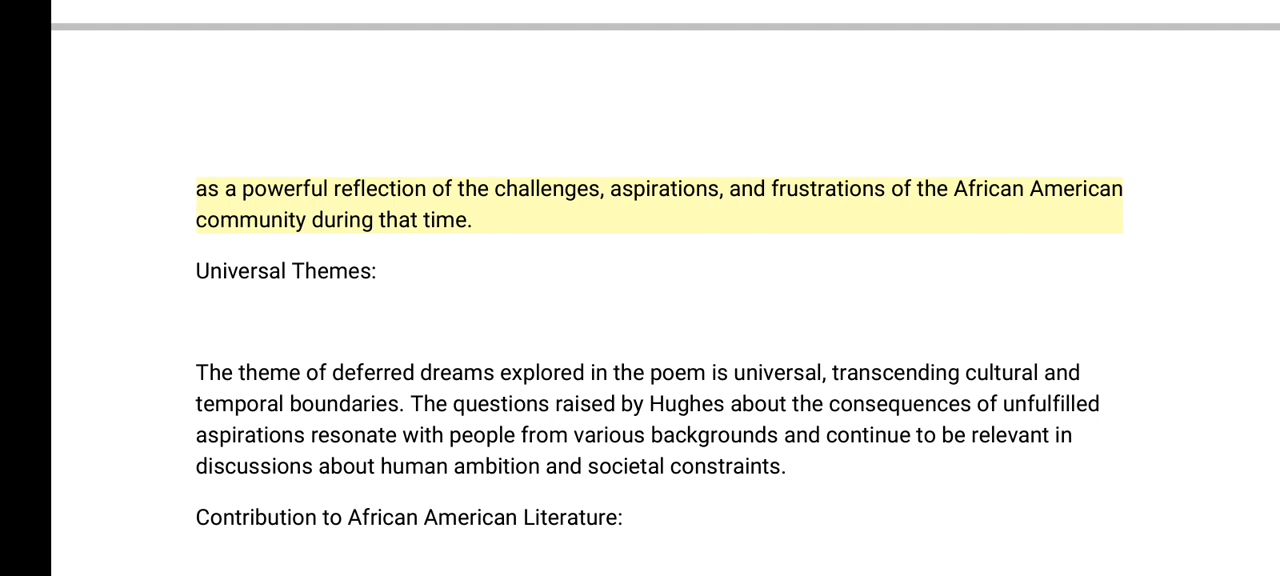 as a powerful reflection of the challenges, aspirations, and frustrations of the African American
community during that time.
Universal Themes:
The theme of deferred dreams explored in the poem is universal, transcending cultural and
temporal boundaries. The questions raised by Hughes about the consequences of unfulfilled
aspirations resonate with people from various backgrounds and continue to be relevant in
discussions about human ambition and societal constraints.
Contribution to African American Literature: